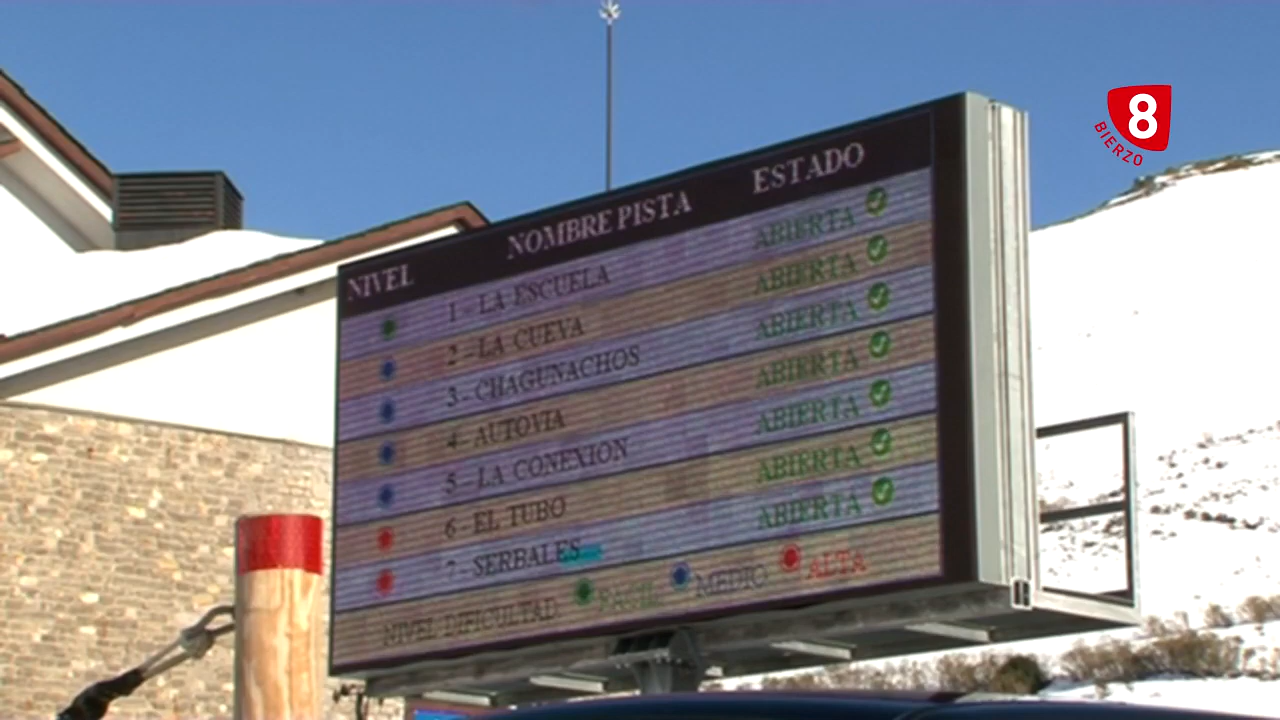 8
BIERZO
NIVEL NOMBRE PISTA ESTADO
1 - LA ESCUELA ABIERTA
2 - LA CUEVA ABIERTA
3 - CHAGUNACHOS ABIERTA
4 - AUTOVIA ABIERTA
5 - LA CONEXION ABIERTA
6 - EL TUBO ABIERTA
7 - SERBALES ABIERTA
NIVEL DIFICULTAD FACIL MEDIO ALTA